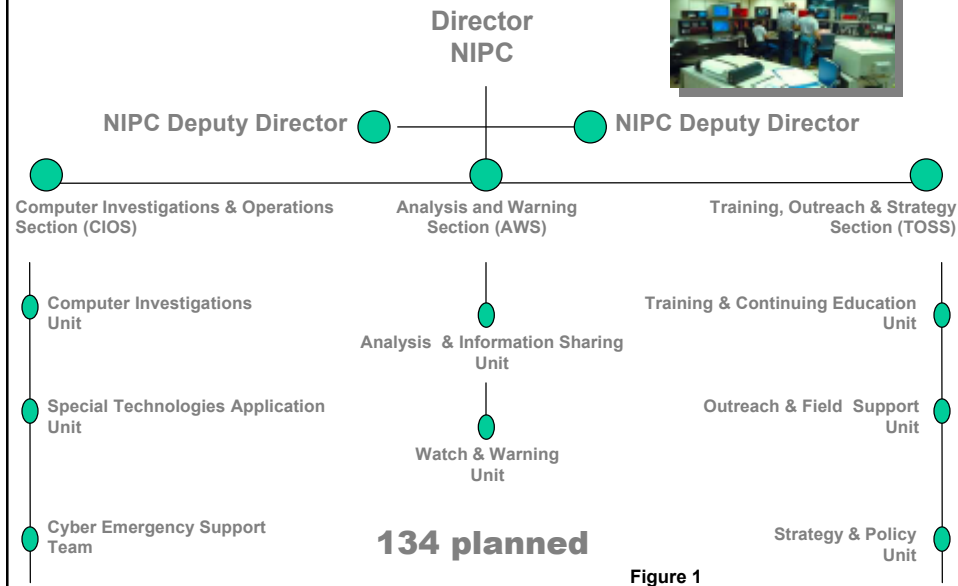 Director
NIPC
NIPC Deputy Director
NIPC Deputy Director
Computer Investigations & Operations
Section (CIOS)
Analysis and Warning
Section (AWS)
Training, Outreach & Strategy
Section (TOSS)
Computer Investigations
Unit
Special Technologies Application
Unit
Cyber Emergency Support
Team
Analysis & Information Sharing
Unit
Watch & Warning
Unit
Training & Continuing Education
Unit
Outreach & Field Support
Unit
Strategy & Policy
Unit
134 planned
Figure 1